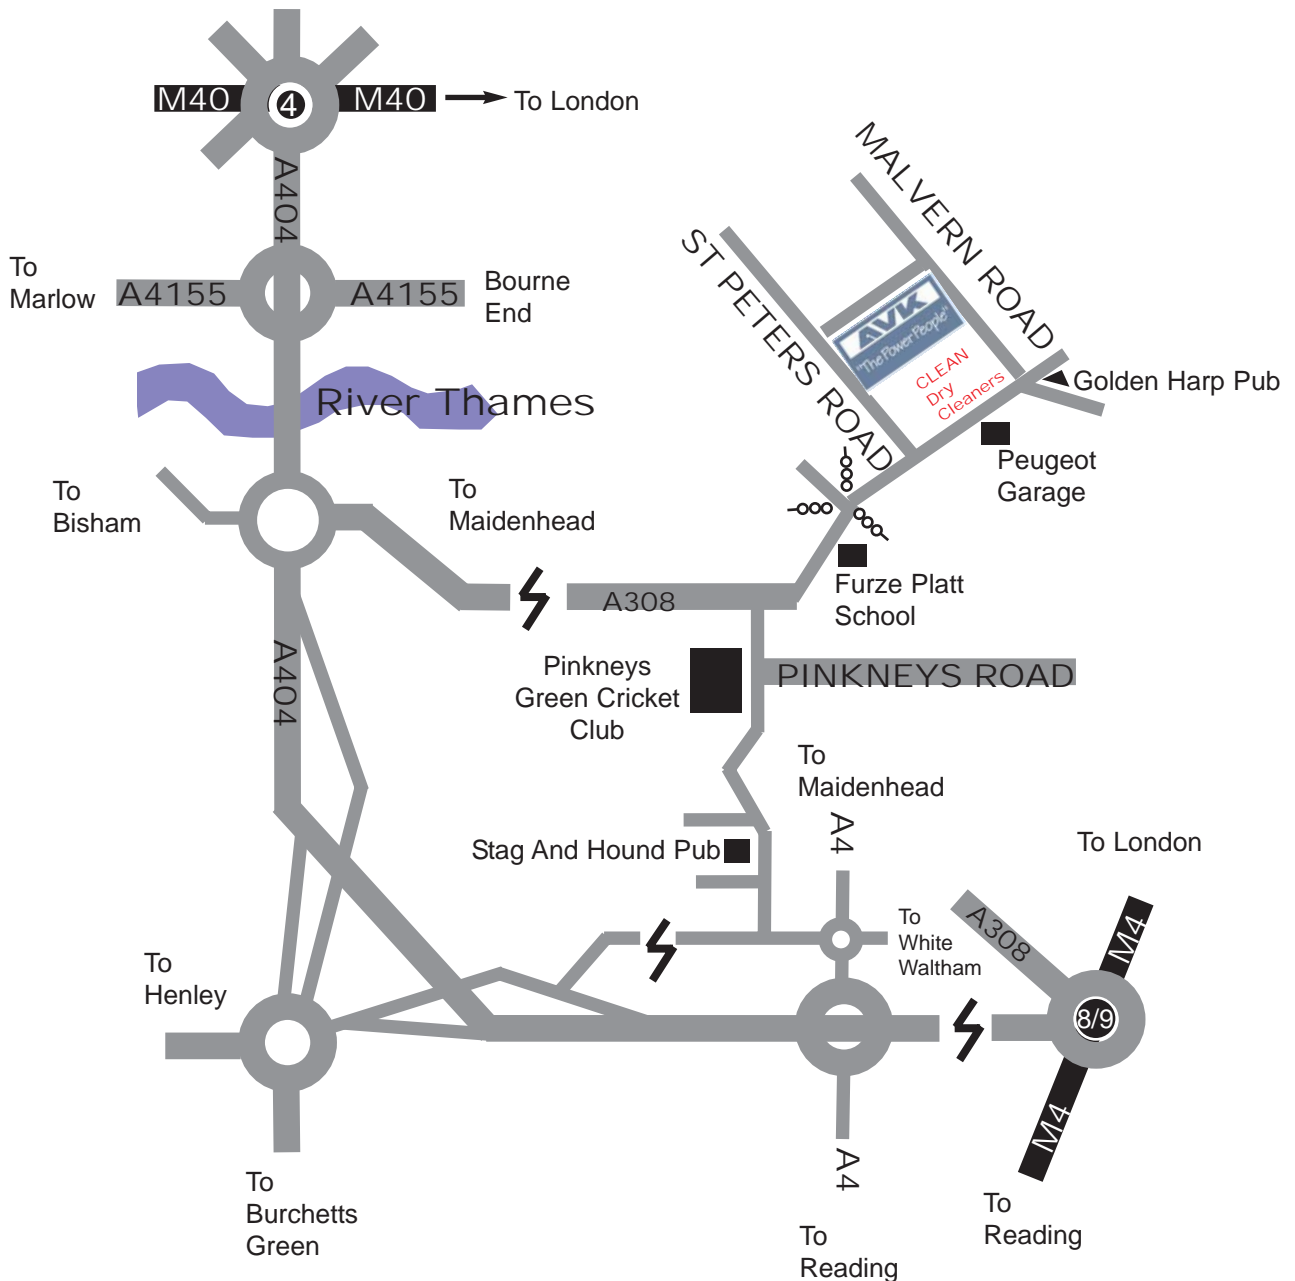 M40
4
M40
To London
A404
To
Marlow
A4155
A4155
Bourne
End
River Thames
MALVERN ROAD
ST PETERS ROAD
AVK
"The Power People"
CLEAN
Dry
Cleaners
Golden Harp Pub
Peugeot
Garage
To
Bisham
To
Maidenhead
Furze Platt
School
A308
A404
Pinkneys
Green Cricket
Club
PINKNEYS ROAD
To
Maidenhead
A4
Stag And Hound Pub
To London
To
White
Waltham
A308
M4
8/9
M4
To
Henley
To
Burchetts
Green
A4
To
Reading
To
Reading